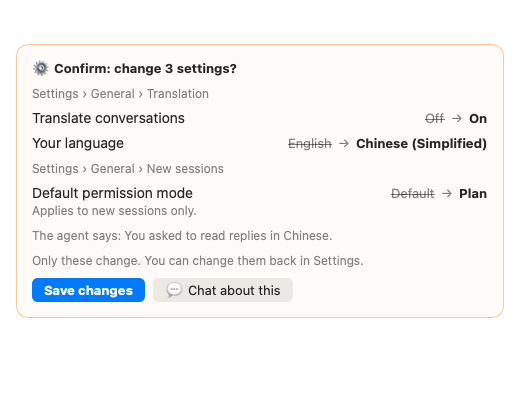 Confirm: change 3 settings?
Settings › General › Translation
Translate conversations Off → On
Your language English → Chinese (Simplified)
Settings › General › New sessions
Default permission mode Default → Plan
Applies to new sessions only.
The agent says: You asked to read replies in Chinese.
Only these change. You can change them back in Settings.
Save changes Chat about this